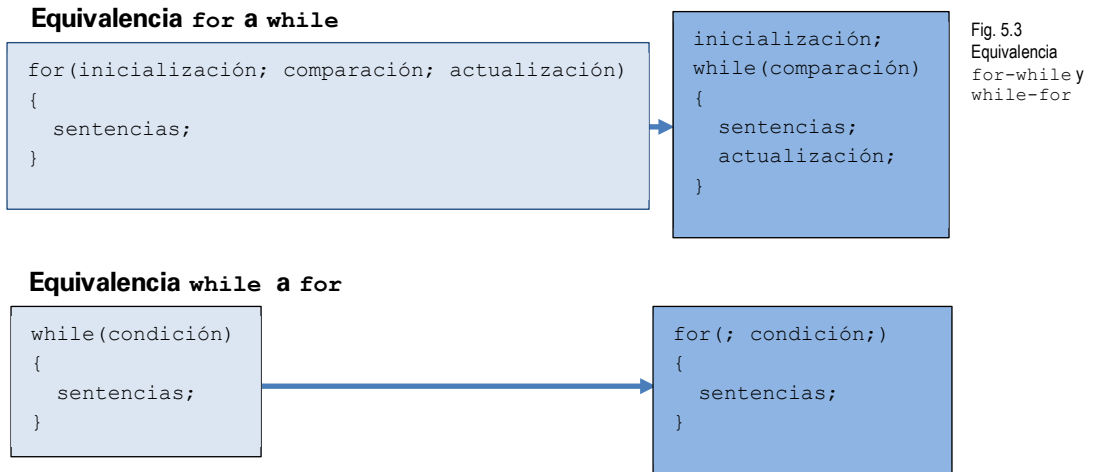 Equivalencia for a while
for(inicialización; comparación; actualización)
{
sentencias;
}
inicialización;
while(comparación)
{
sentencias;
actualización;
}
Fig. 5.3
Equivalencia
for-while y
while-for
Equivalencia while a for
while(condición)
{
sentencias;
}
for(; condición;)
{
sentencias;
}